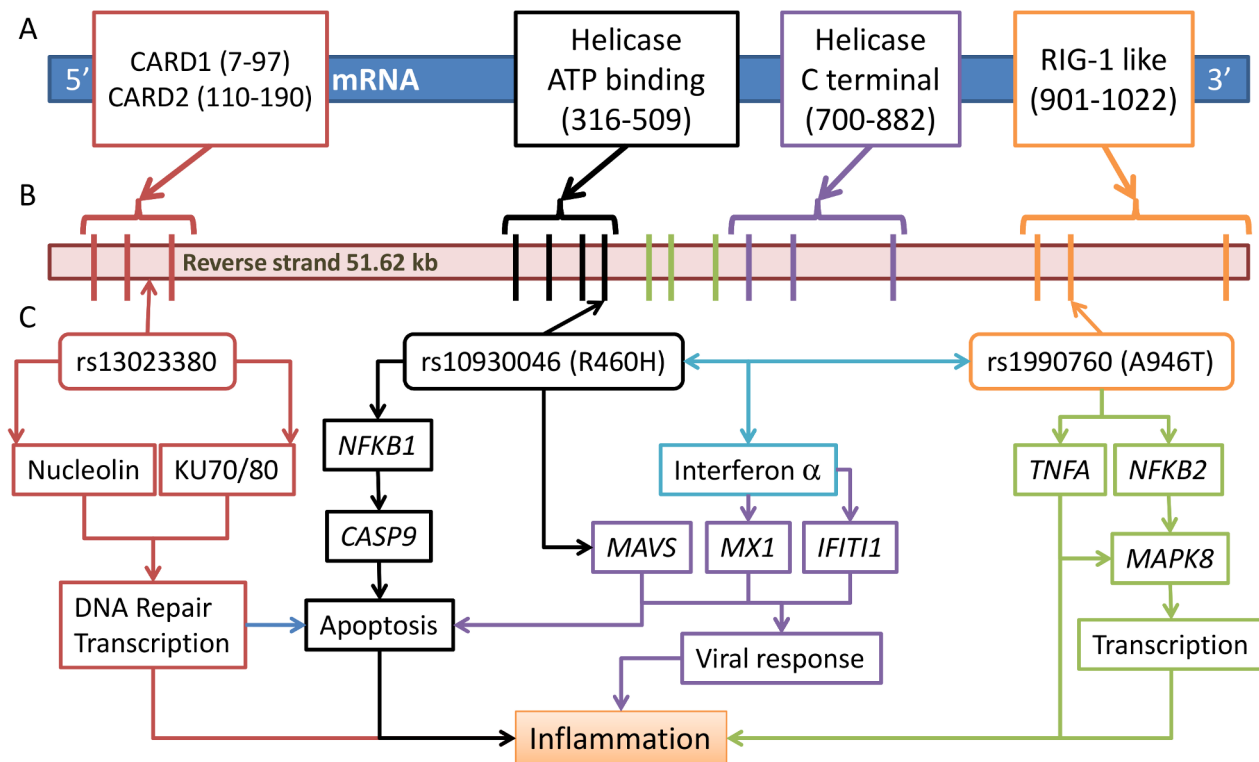 A
5’
CARD1 (7-97)
CARD2 (110-190)
mRNA
Helicase
ATP binding
(316-509)
Helicase
C terminal
(700-882)
RIG-1 like
(901-1022)
3’
B
Reverse strand 51.62 kb
C
rs13023380
rs10930046 (R460H)
rs1990760 (A946T)
Nucleolin
KU70/80
NFKB1
Interferon α
TNFA
NFKB2
CASP9
MAVS
MX1
IFITI1
MAPK8
DNA Repair
Transcription
Apoptosis
Viral response
Transcription
Inflammation